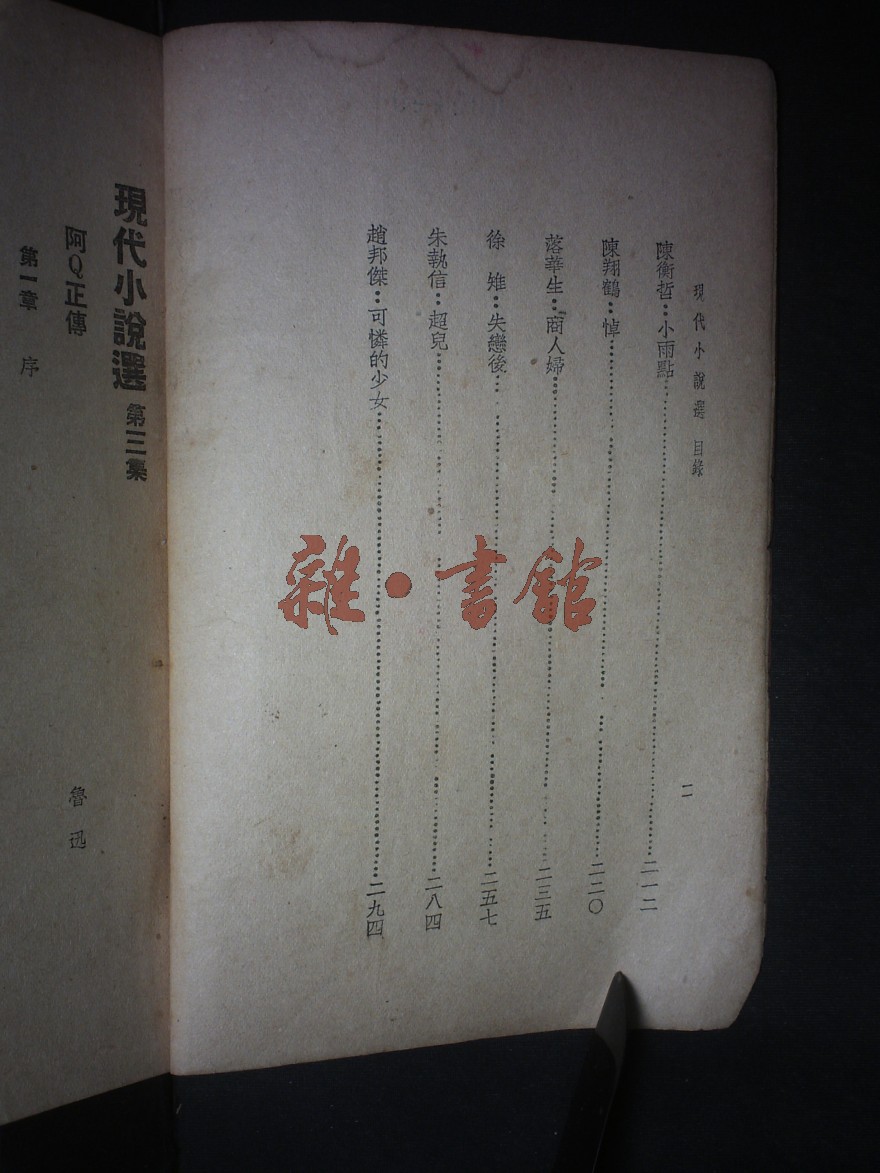 現代小說選 目錄
二
陳衡哲：小雨點……二一二
陳翔鶴：悼……二二〇
落華生：商人婦……二三五
徐 雉：失戀後……二五七
朱執信：超兒……二八四
趙邦傑：可憐的少女……二九四
現代小說選 第三集
阿Q正傳
魯迅
第一章 序
雜·書館